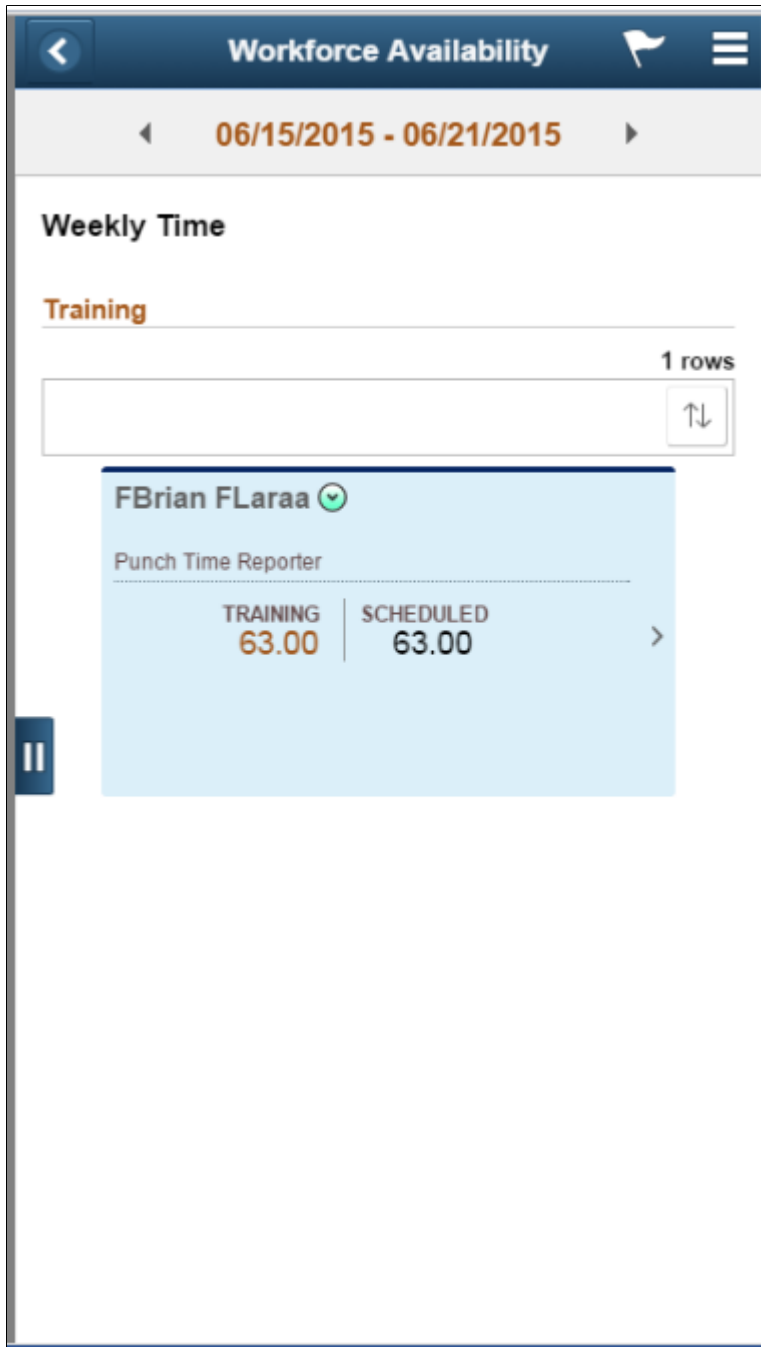 Workforce Availability
06/15/2015 - 06/21/2015
Weekly Time
Training
1 rows
FBrian FLaraa
Punch Time Reporter
TRAINING SCHEDULED
63.00 63.00